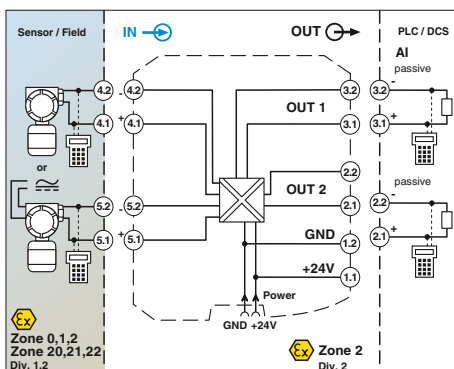 Sensor / Field
IN
OUT
PLC / DCS
AI
passive
4.2
-
4.2
3.2
3.2
-
OUT 1
4.1
+
4.1
3.1
3.1
+
or
2.2
passive
OUT 2
5.2
-
5.2
2.1
2.2
-
GND
5.1
+
5.1
1.2
2.1
+
+24V
1.1
Power
GND +24V
Ex
Zone 0,1,2
Zone 20,21,22
Div. 1,2
Ex
Zone 2
Div. 2